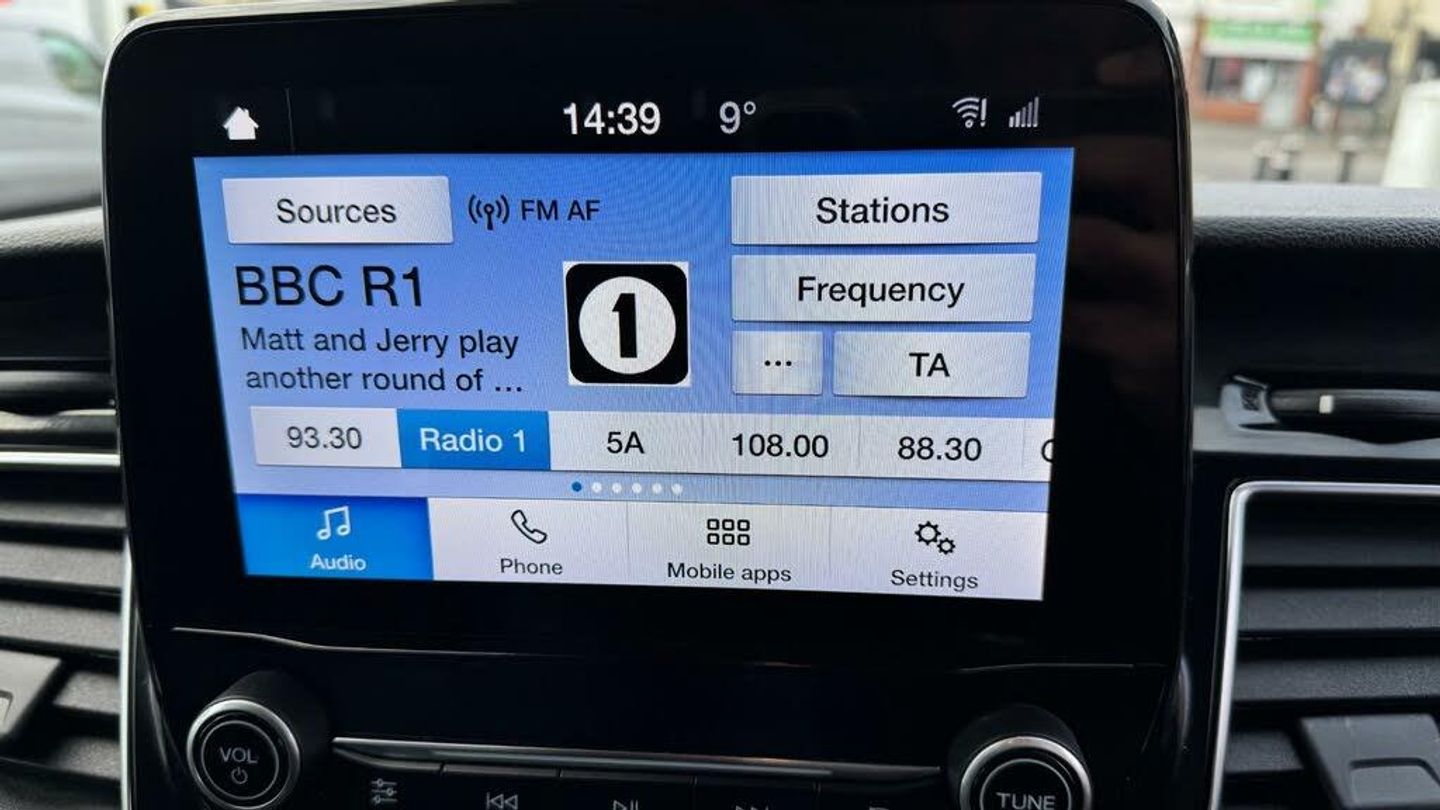 14:39 9°
Sources
FM AF
Stations
BBC R1
1
Frequency
Matt and Jerry play
another round of ...
...
TA
93.30
Radio 1
5A
108.00
88.30
Audio
Phone
Mobile apps
Settings
VOL
TUNE